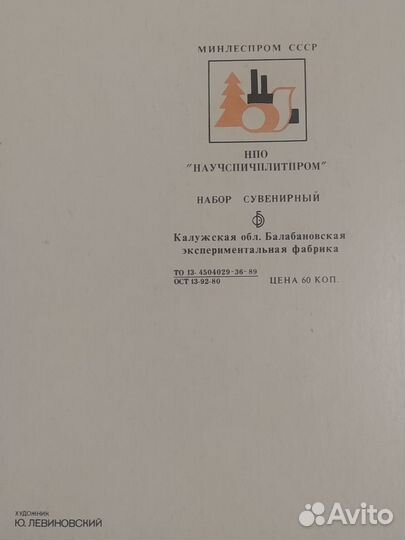 МИНЛЕСПРОМ СССР
НПО
"НАУЧСПИЧПЛИТПРОМ"
НАБОР СУВЕНИРНЫЙ
Калужская обл. Балабановская
экспериментальная фабрика
ТО 13- 4504029-36-89
ОСТ 13-92-80
ЦЕНА 60 КОП.
ХУДОЖНИК
Ю. ЛЕВИНОВСКИЙ
Avito